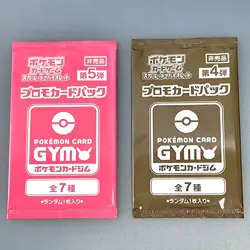 ポケモン
カードゲーム
スカーレット&バイオレット
非売品
第5弾
プロモカードパック
POKÉMON CARD
GYM
ポケモンカードジム
全7種
※ランダム1枚入り※
ポケモン
カードゲーム
スカーレット&バイオレット
非売品
第4弾
プロモカードパック
POKÉMON CARD
GYM
ポケモンカードジム
全7種
※ランダム1枚入り※